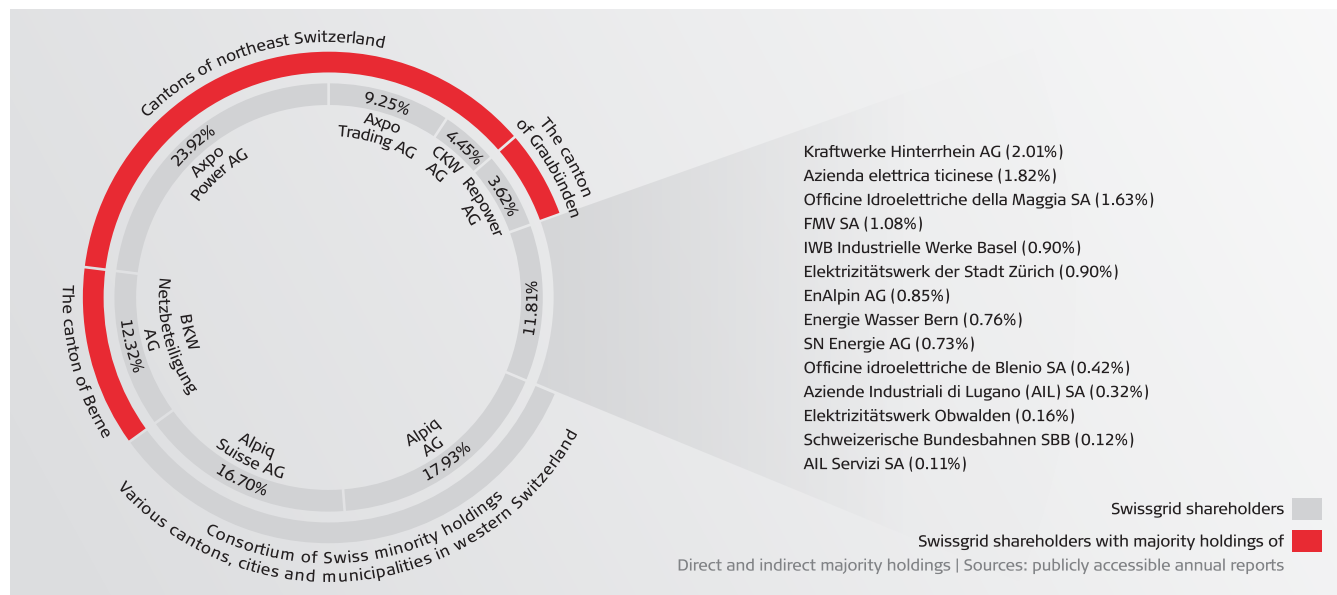 Cantons of northeast Switzerland
The canton
of Graubünden
9.25%
Axpo
Trading AG
4.45%
CKW
AG
3.62%
Repower
AG
23.92%
Axpo
Power AG
11.81%
The canton of Berne
12.32%
BKW
Netzbeteiligung
AG
Alpiq
Suisse AG
16.70%
Alpiq
AG
17.93%
Consortium of Swiss minority holdings
Various cantons, cities and municipalities in western Switzerland
Kraftwerke Hinterrhein AG (2.01%)
Azienda elettrica ticinese (1.82%)
Officine Idroelettriche della Maggia SA (1.63%)
FMV SA (1.08%)
IWB Industrielle Werke Basel (0.90%)
Elektrizitätswerk der Stadt Zürich (0.90%)
EnAlpin AG (0.85%)
Energie Wasser Bern (0.76%)
SN Energie AG (0.73%)
Officine idroelettriche de Blenio SA (0.42%)
Aziende Industriali di Lugano (AIL) SA (0.32%)
Elektrizitätswerk Obwalden (0.16%)
Schweizerische Bundesbahnen SBB (0.12%)
AIL Servizi SA (0.11%)
Swissgrid shareholders
Swissgrid shareholders with majority holdings of
Direct and indirect majority holdings | Sources: publicly accessible annual reports